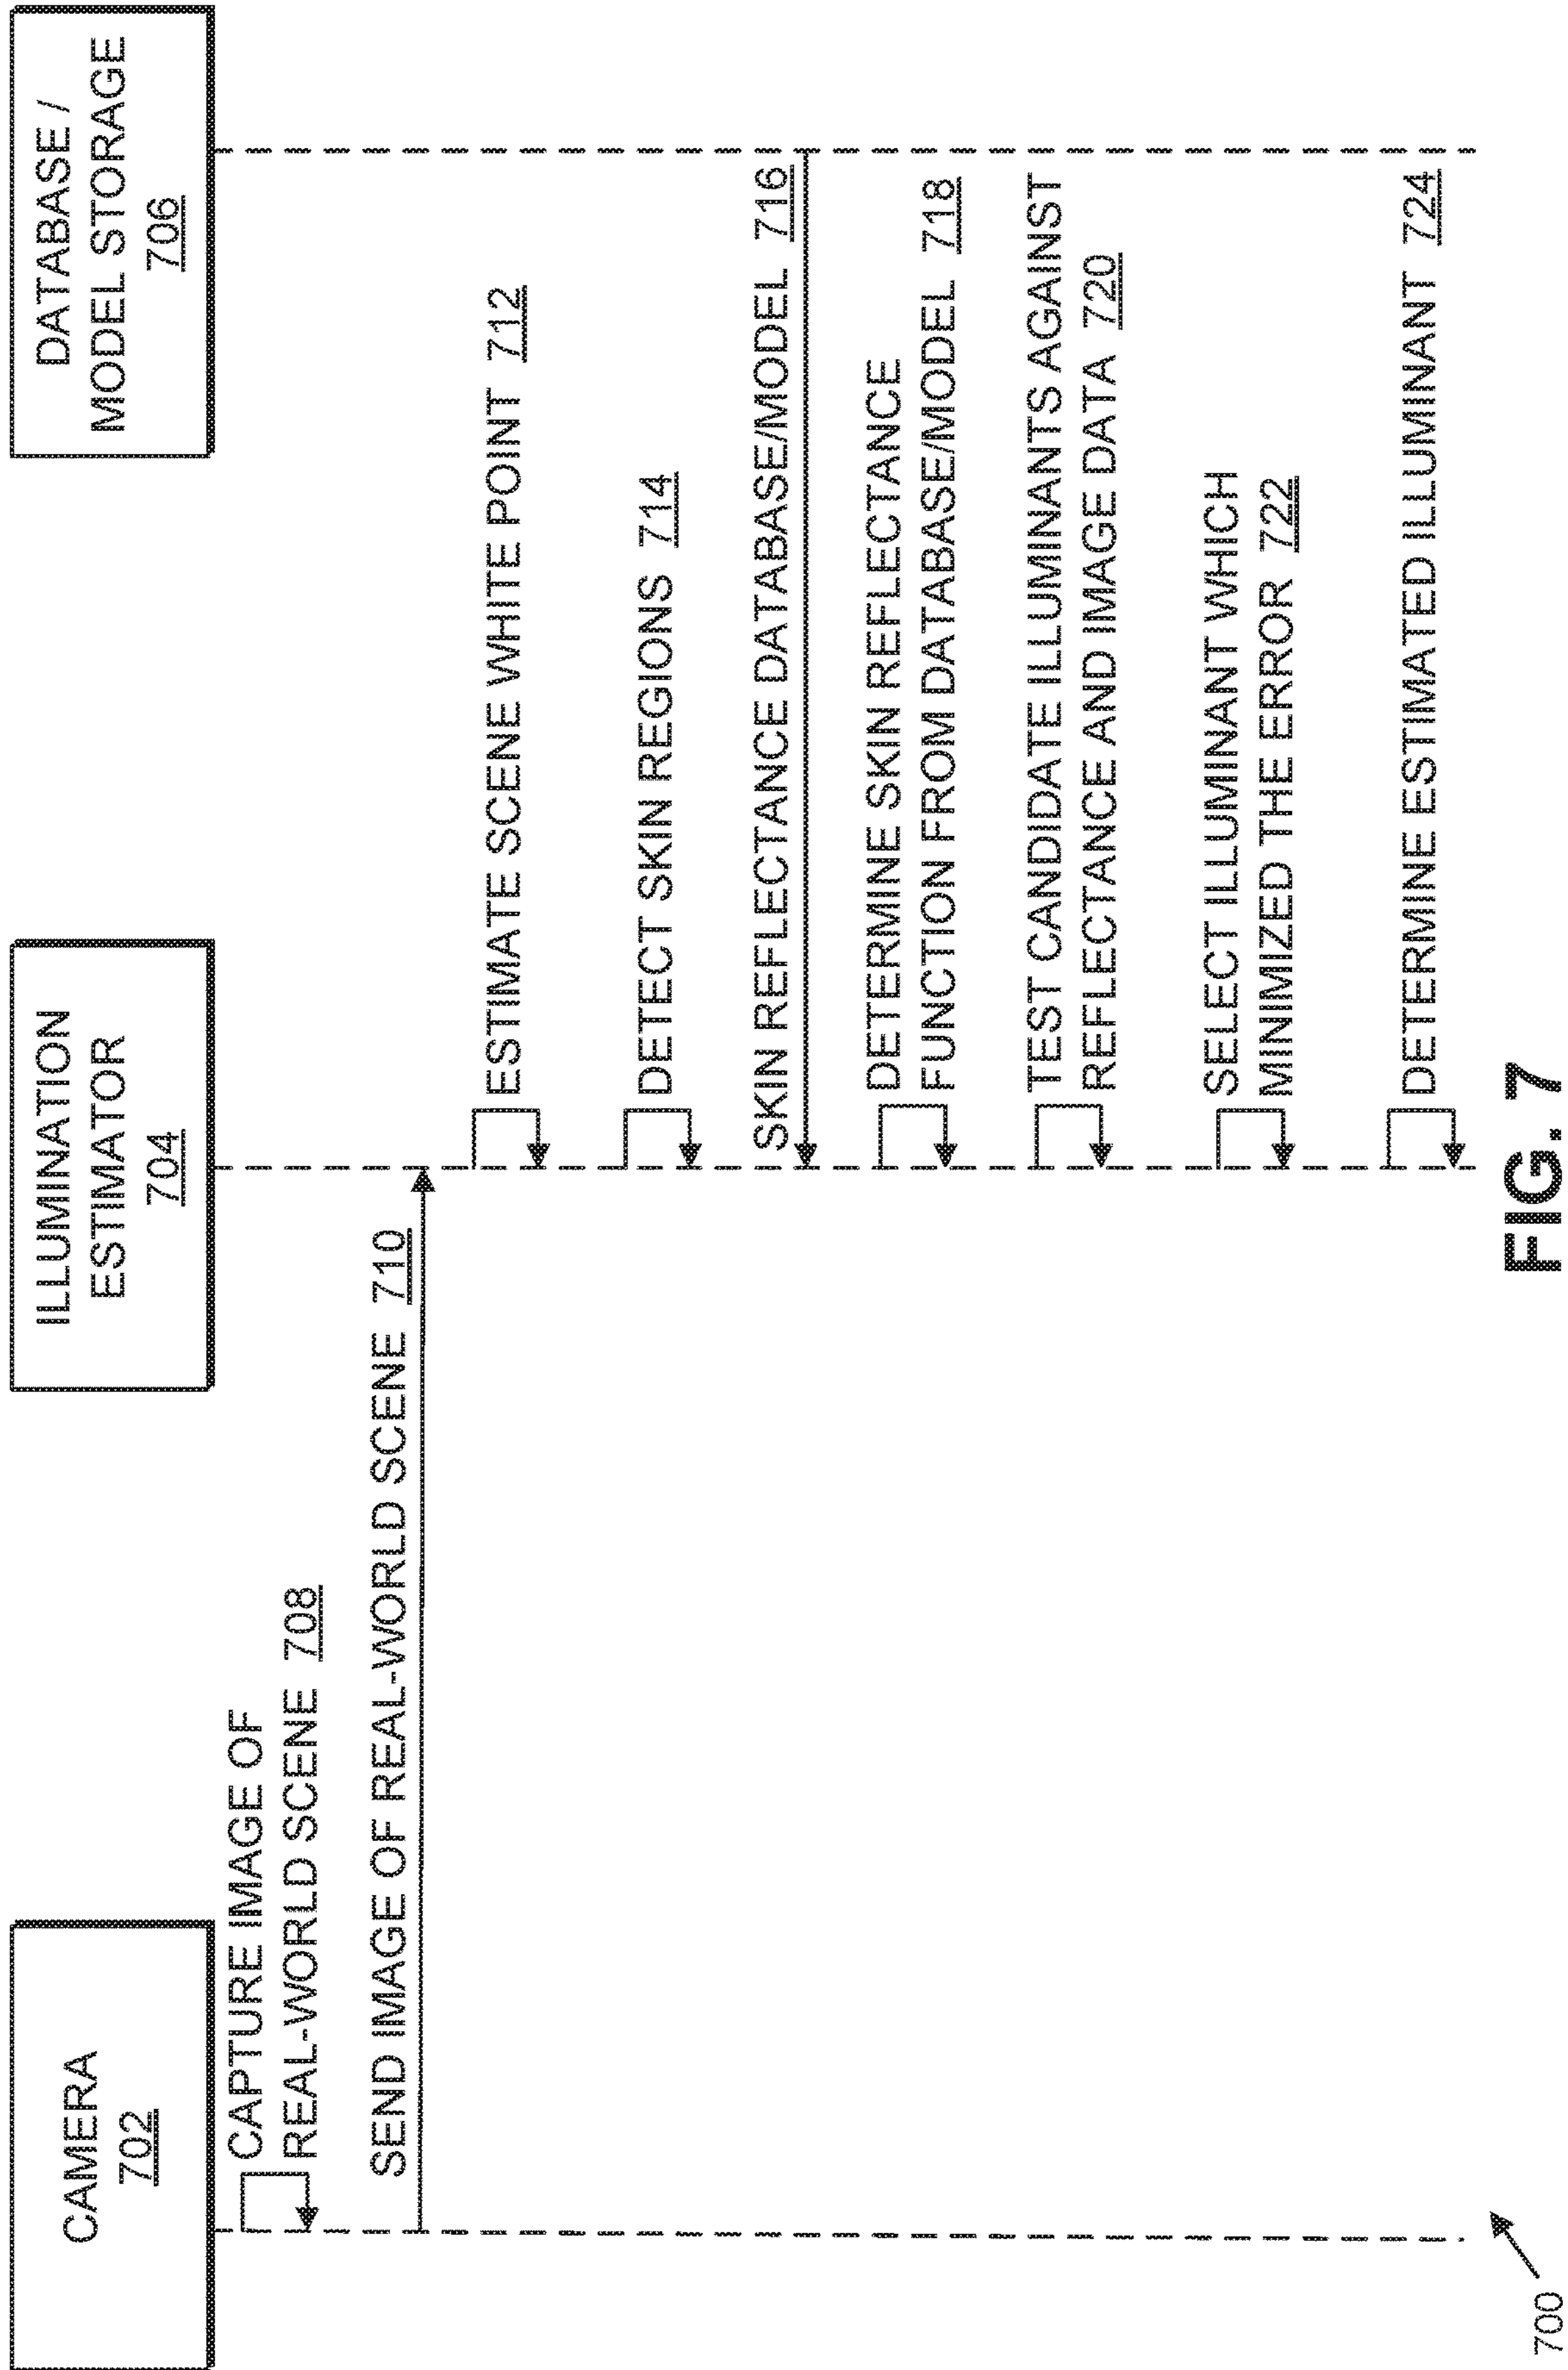 CAMERA
702
ILLUMINATION
ESTIMATOR
704
DATABASE /
MODEL STORAGE
706
CAPTURE IMAGE OF
REAL-WORLD SCENE 708
SEND IMAGE OF REAL-WORLD SCENE 710
ESTIMATE SCENE WHITE POINT 712
DETECT SKIN REGIONS 714
SKIN REFLECTANCE DATABASE/MODEL 716
DETERMINE SKIN REFLECTANCE
FUNCTION FROM DATABASE/MODEL 718
TEST CANDIDATE ILLUMINANTS AGAINST
REFLECTANCE AND IMAGE DATA 720
SELECT ILLUMINANT WHICH
MINIMIZED THE ERROR 722
DETERMINE ESTIMATED ILLUMINANT 724
700
FIG. 7